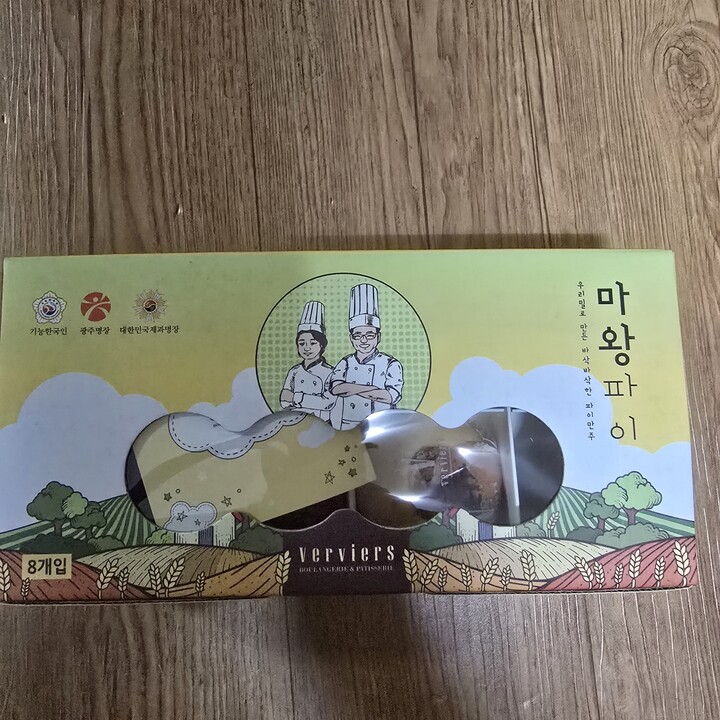 기능한국인
광주명장
대한민국제과명장
마왕파이
우리밀로 만든 바삭바삭한 파이만주
8개입
Verviers
BOULANGERIE & PATISSERIE